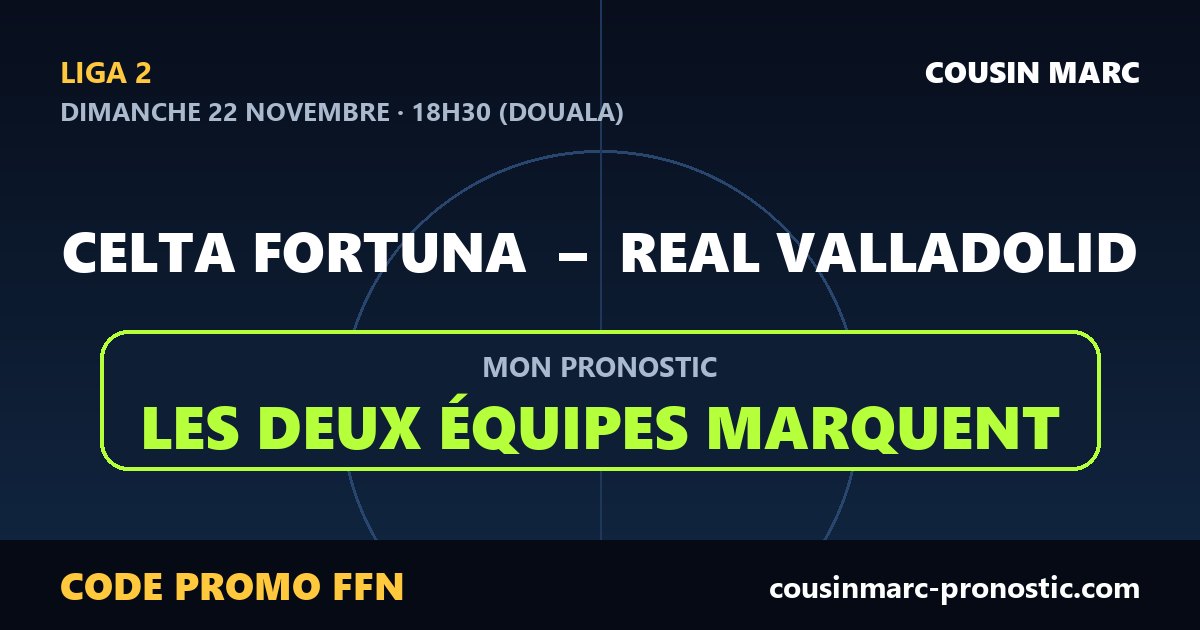 LIGA 2
COUSIN MARC
DIMANCHE 22 NOVEMBRE · 18H30 (DOUALA)
CELTA FORTUNA – REAL VALLADOLID
MON PRONOSTIC
LES DEUX ÉQUIPES MARQUENT
CODE PROMO FFN
cousinmarc-pronostic.com